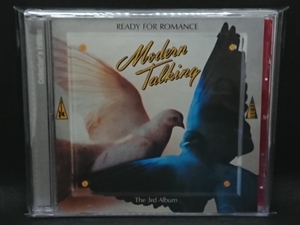 READY FOR ROMANCE
Modern
Talking
The 3rd Album